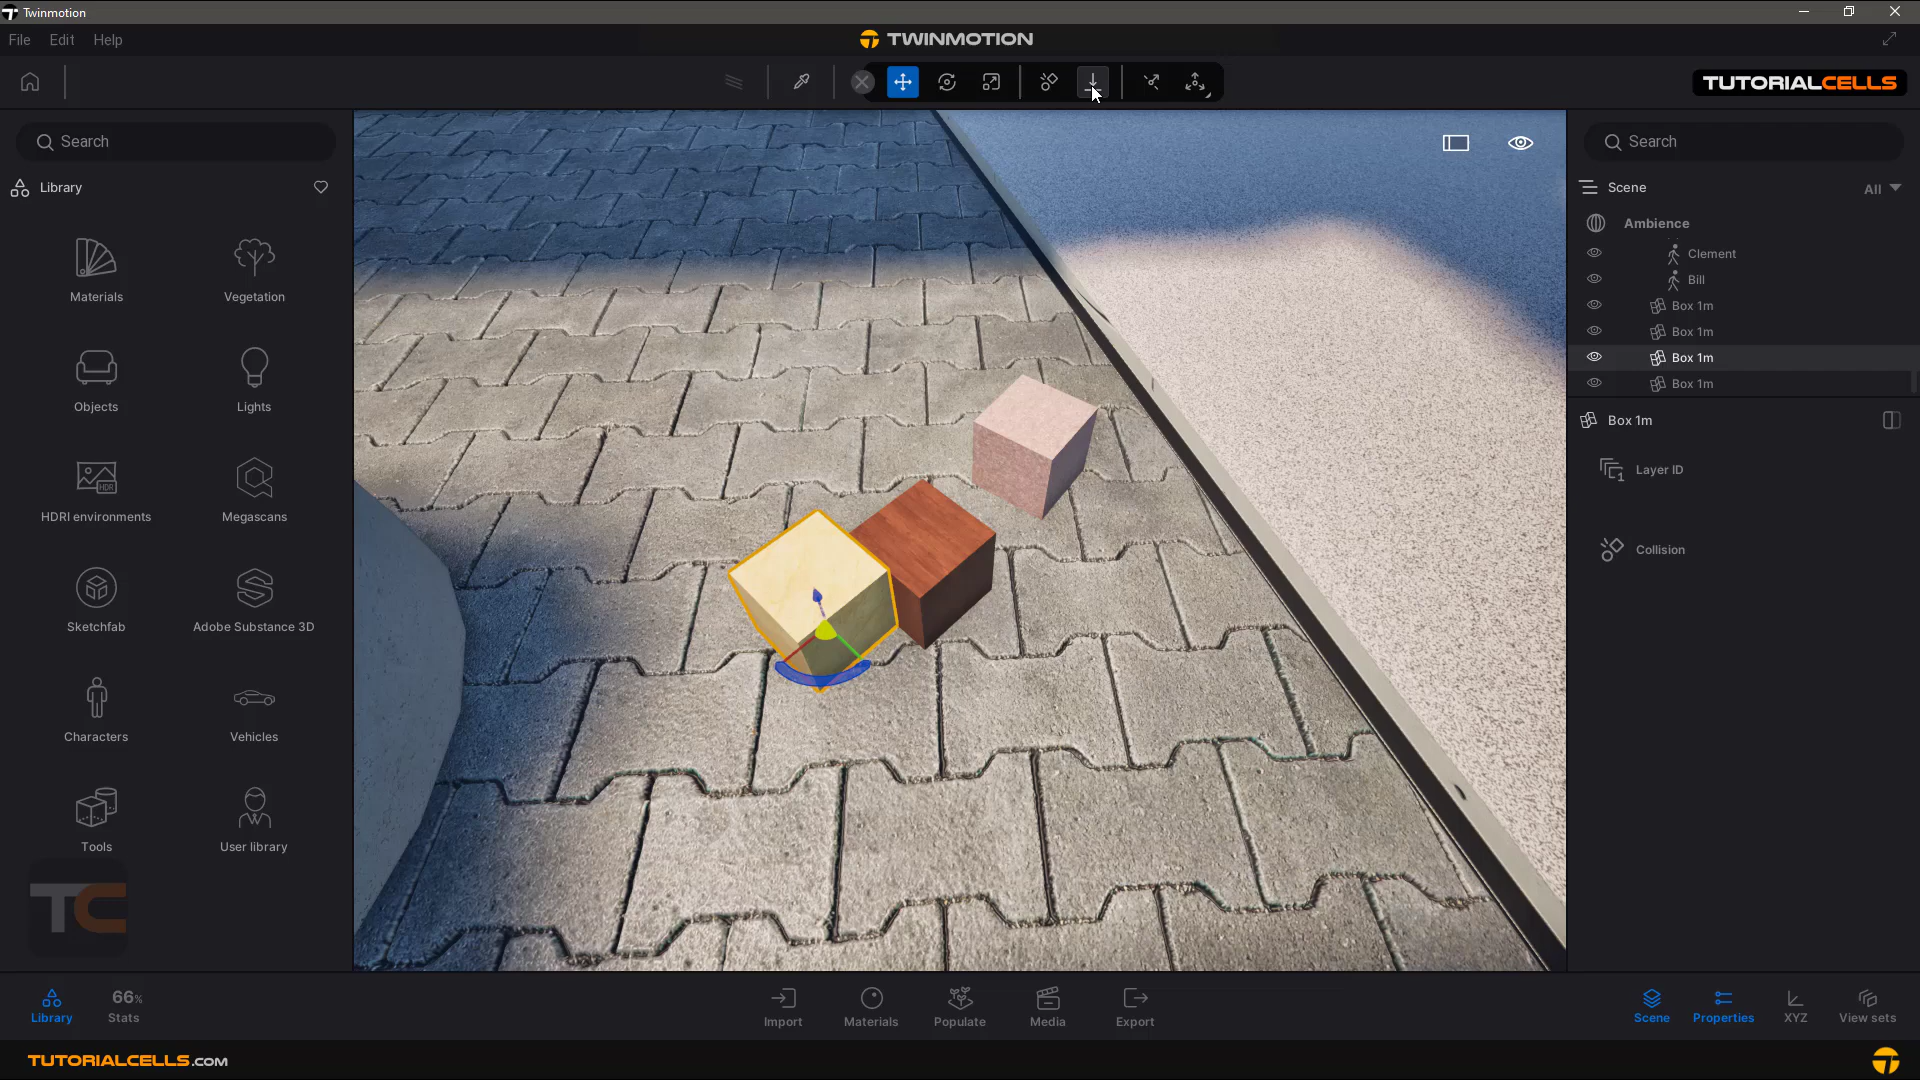 Twinmotion
File Edit Help
TWINMOTION
TUTORIALCELLS
Search
Library
Materials
Vegetation
Objects
Lights
HDR
HDRI environments
Megascans
Sketchfab
Adobe Substance 3D
Characters
Vehicles
Tools
User library
TC
Search
Scene All
Ambience
Clement
Bill
Box 1m
Box 1m
Box 1m
Box 1m
Box 1m
1
Layer ID
Collision
Library
66%
Stats
Import
Materials
Populate
Media
Export
Scene
Properties
XYZ
View sets
TUTORIALCELLS.COM